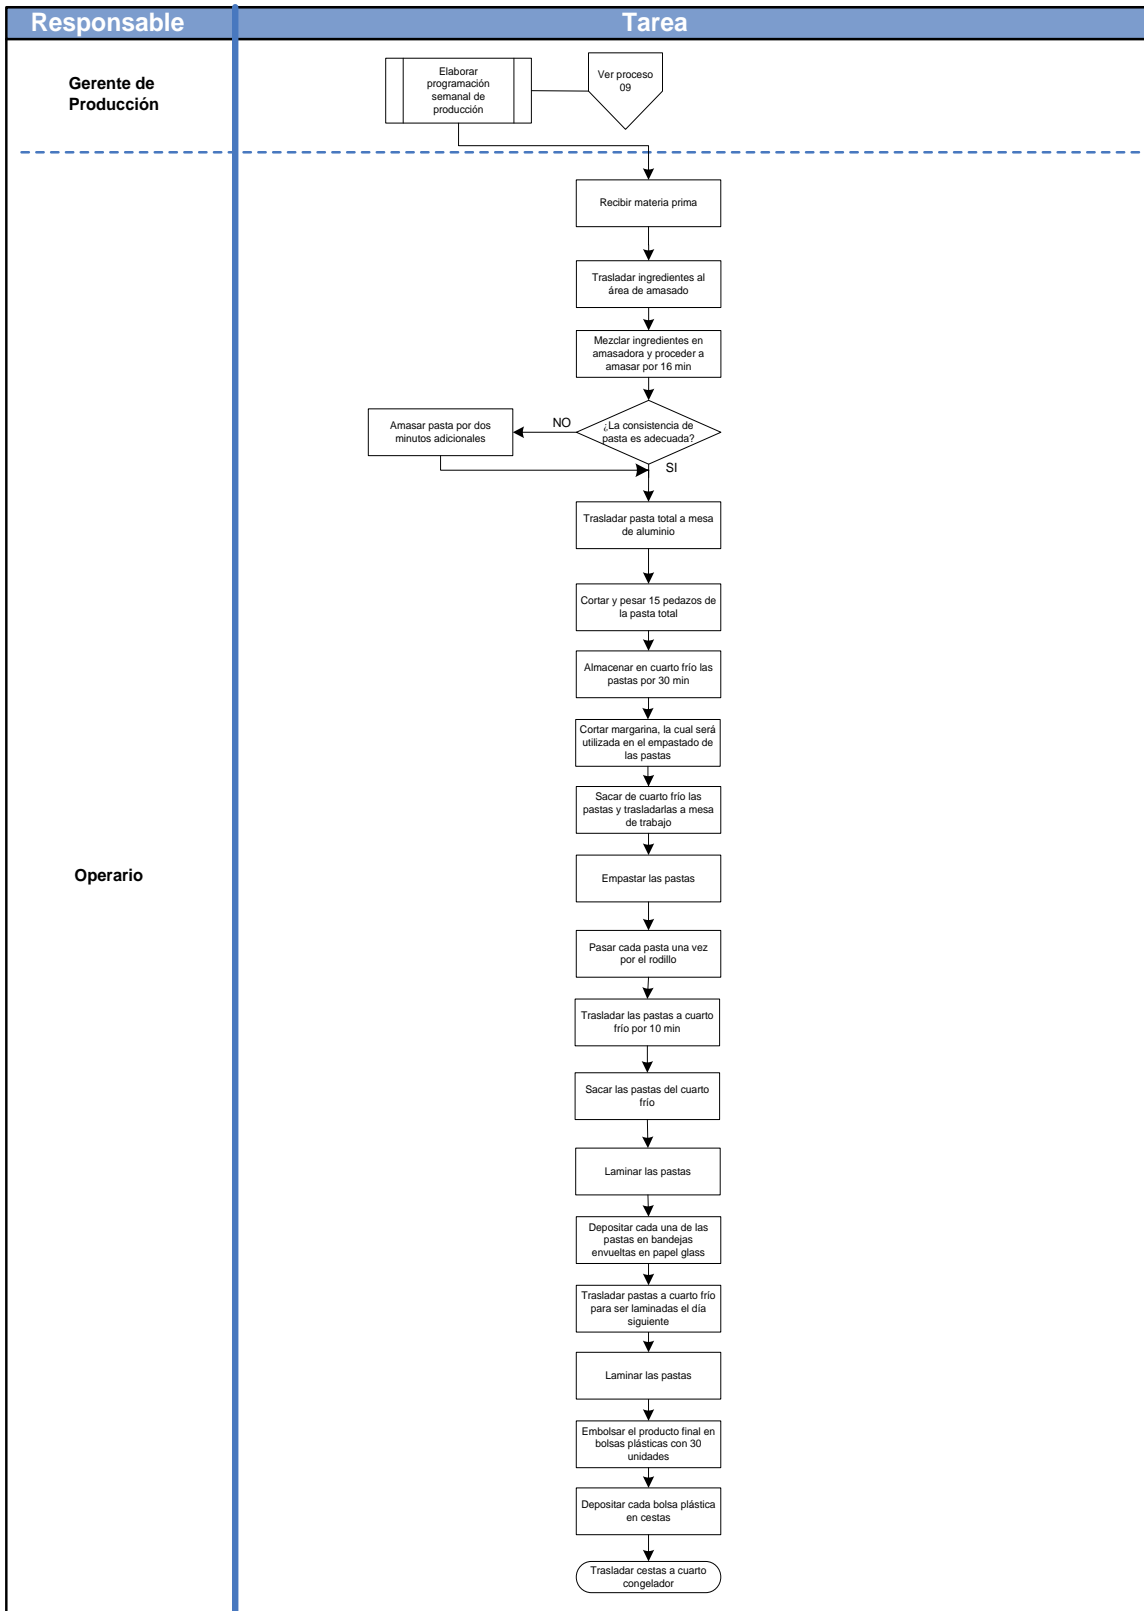 Responsable
Tarea
Gerente de
Producción
Elaborar
programación
semanal de
producción
Ver proceso
09
Recibir materia prima
Trasladar ingredientes al
área de amasado
Mezclar ingredientes en
amasadora y proceder a
amasar por 16 min
¿La consistencia de
pasta es adecuada?
NO
Amasar pasta por dos
minutos adicionales
SI
Trasladar pasta total a mesa
de aluminio
Cortar y pesar 15 pedazos de
la pasta total
Almacenar en cuarto frío las
pastas por 30 min
Cortar margarina, la cual será
utilizada en el empastado de
las pastas
Sacar de cuarto frío las
pastas y trasladarlas a mesa
de trabajo
Operario
Empastar las pastas
Pasar cada pasta una vez
por el rodillo
Trasladar las pastas a cuarto
frío por 10 min
Sacar las pastas del cuarto
frío
Laminar las pastas
Depositar cada una de las
pastas en bandejas
envueltas en papel glass
Trasladar pastas a cuarto frío
para ser laminadas el día
siguiente
Laminar las pastas
Embolsar el producto final en
bolsas plásticas con 30
unidades
Depositar cada bolsa plástica
en cestas
Trasladar cestas a cuarto
congelador